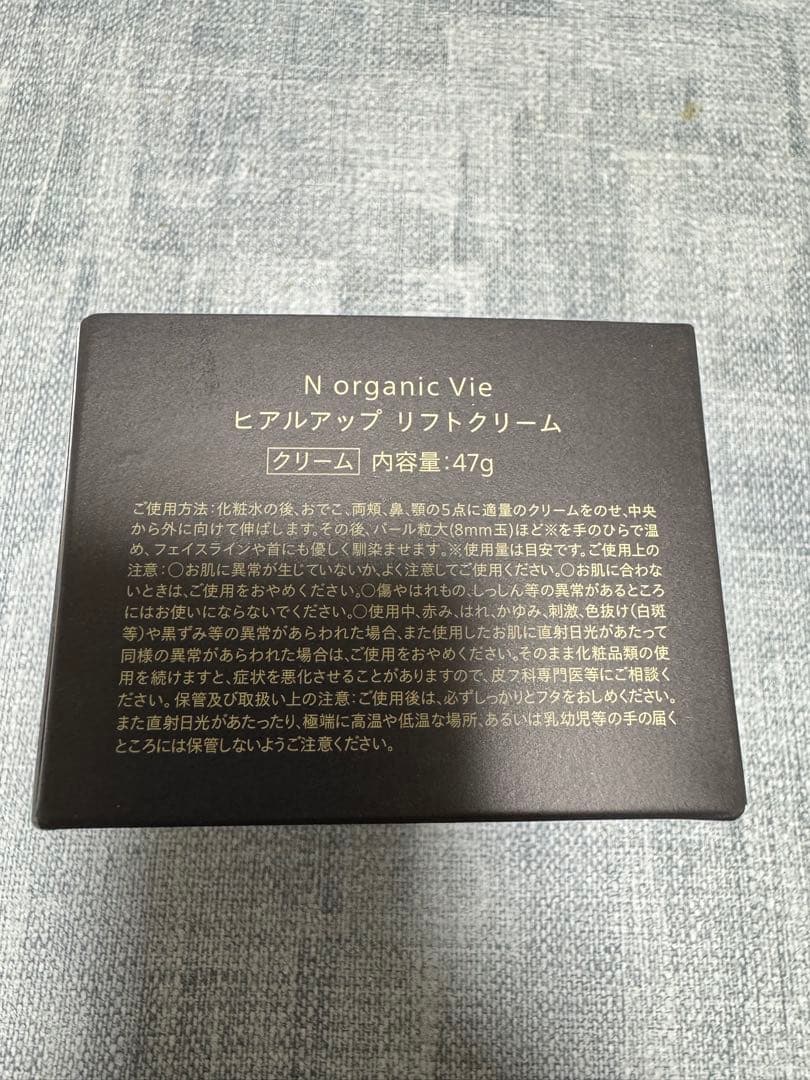 N organic Vie
ヒアルアップ リフトクリーム
クリーム 内容量:47g
ご使用方法:化粧水の後、おでこ、両頬、鼻、顎の5点に適量のクリームをのせ、中央
から外に向けて伸ばします。その後、パール粒大(8mm玉)ほど※を手のひらで温
め、フェイスラインや首にも優しく馴染ませます。※使用量は目安です。ご使用上の
注意:○お肌に異常が生じていないか、よく注意してご使用ください。○お肌に合わな
いときは、ご使用をおやめください。○傷やはれもの、しっしん等の異常があるところ
にはお使いにならないでください。○使用中、赤み、はれ、かゆみ、刺激、色抜け(白斑
等)や黒ずみ等の異常があらわれた場合、また使用したお肌に直射日光があたって
同様の異常があらわれた場合は、ご使用をおやめください。そのまま化粧品類の使
用を続けますと、症状を悪化させることがありますので、皮フ科専門医等にご相談く
ださい。保管及び取扱い上の注意:ご使用後は、必ずしっかりとフタをおしめください。
また直射日光があたったり、極端に高温や低温な場所、あるいは乳幼児等の手の届く
ところには保管しないようご注意ください。